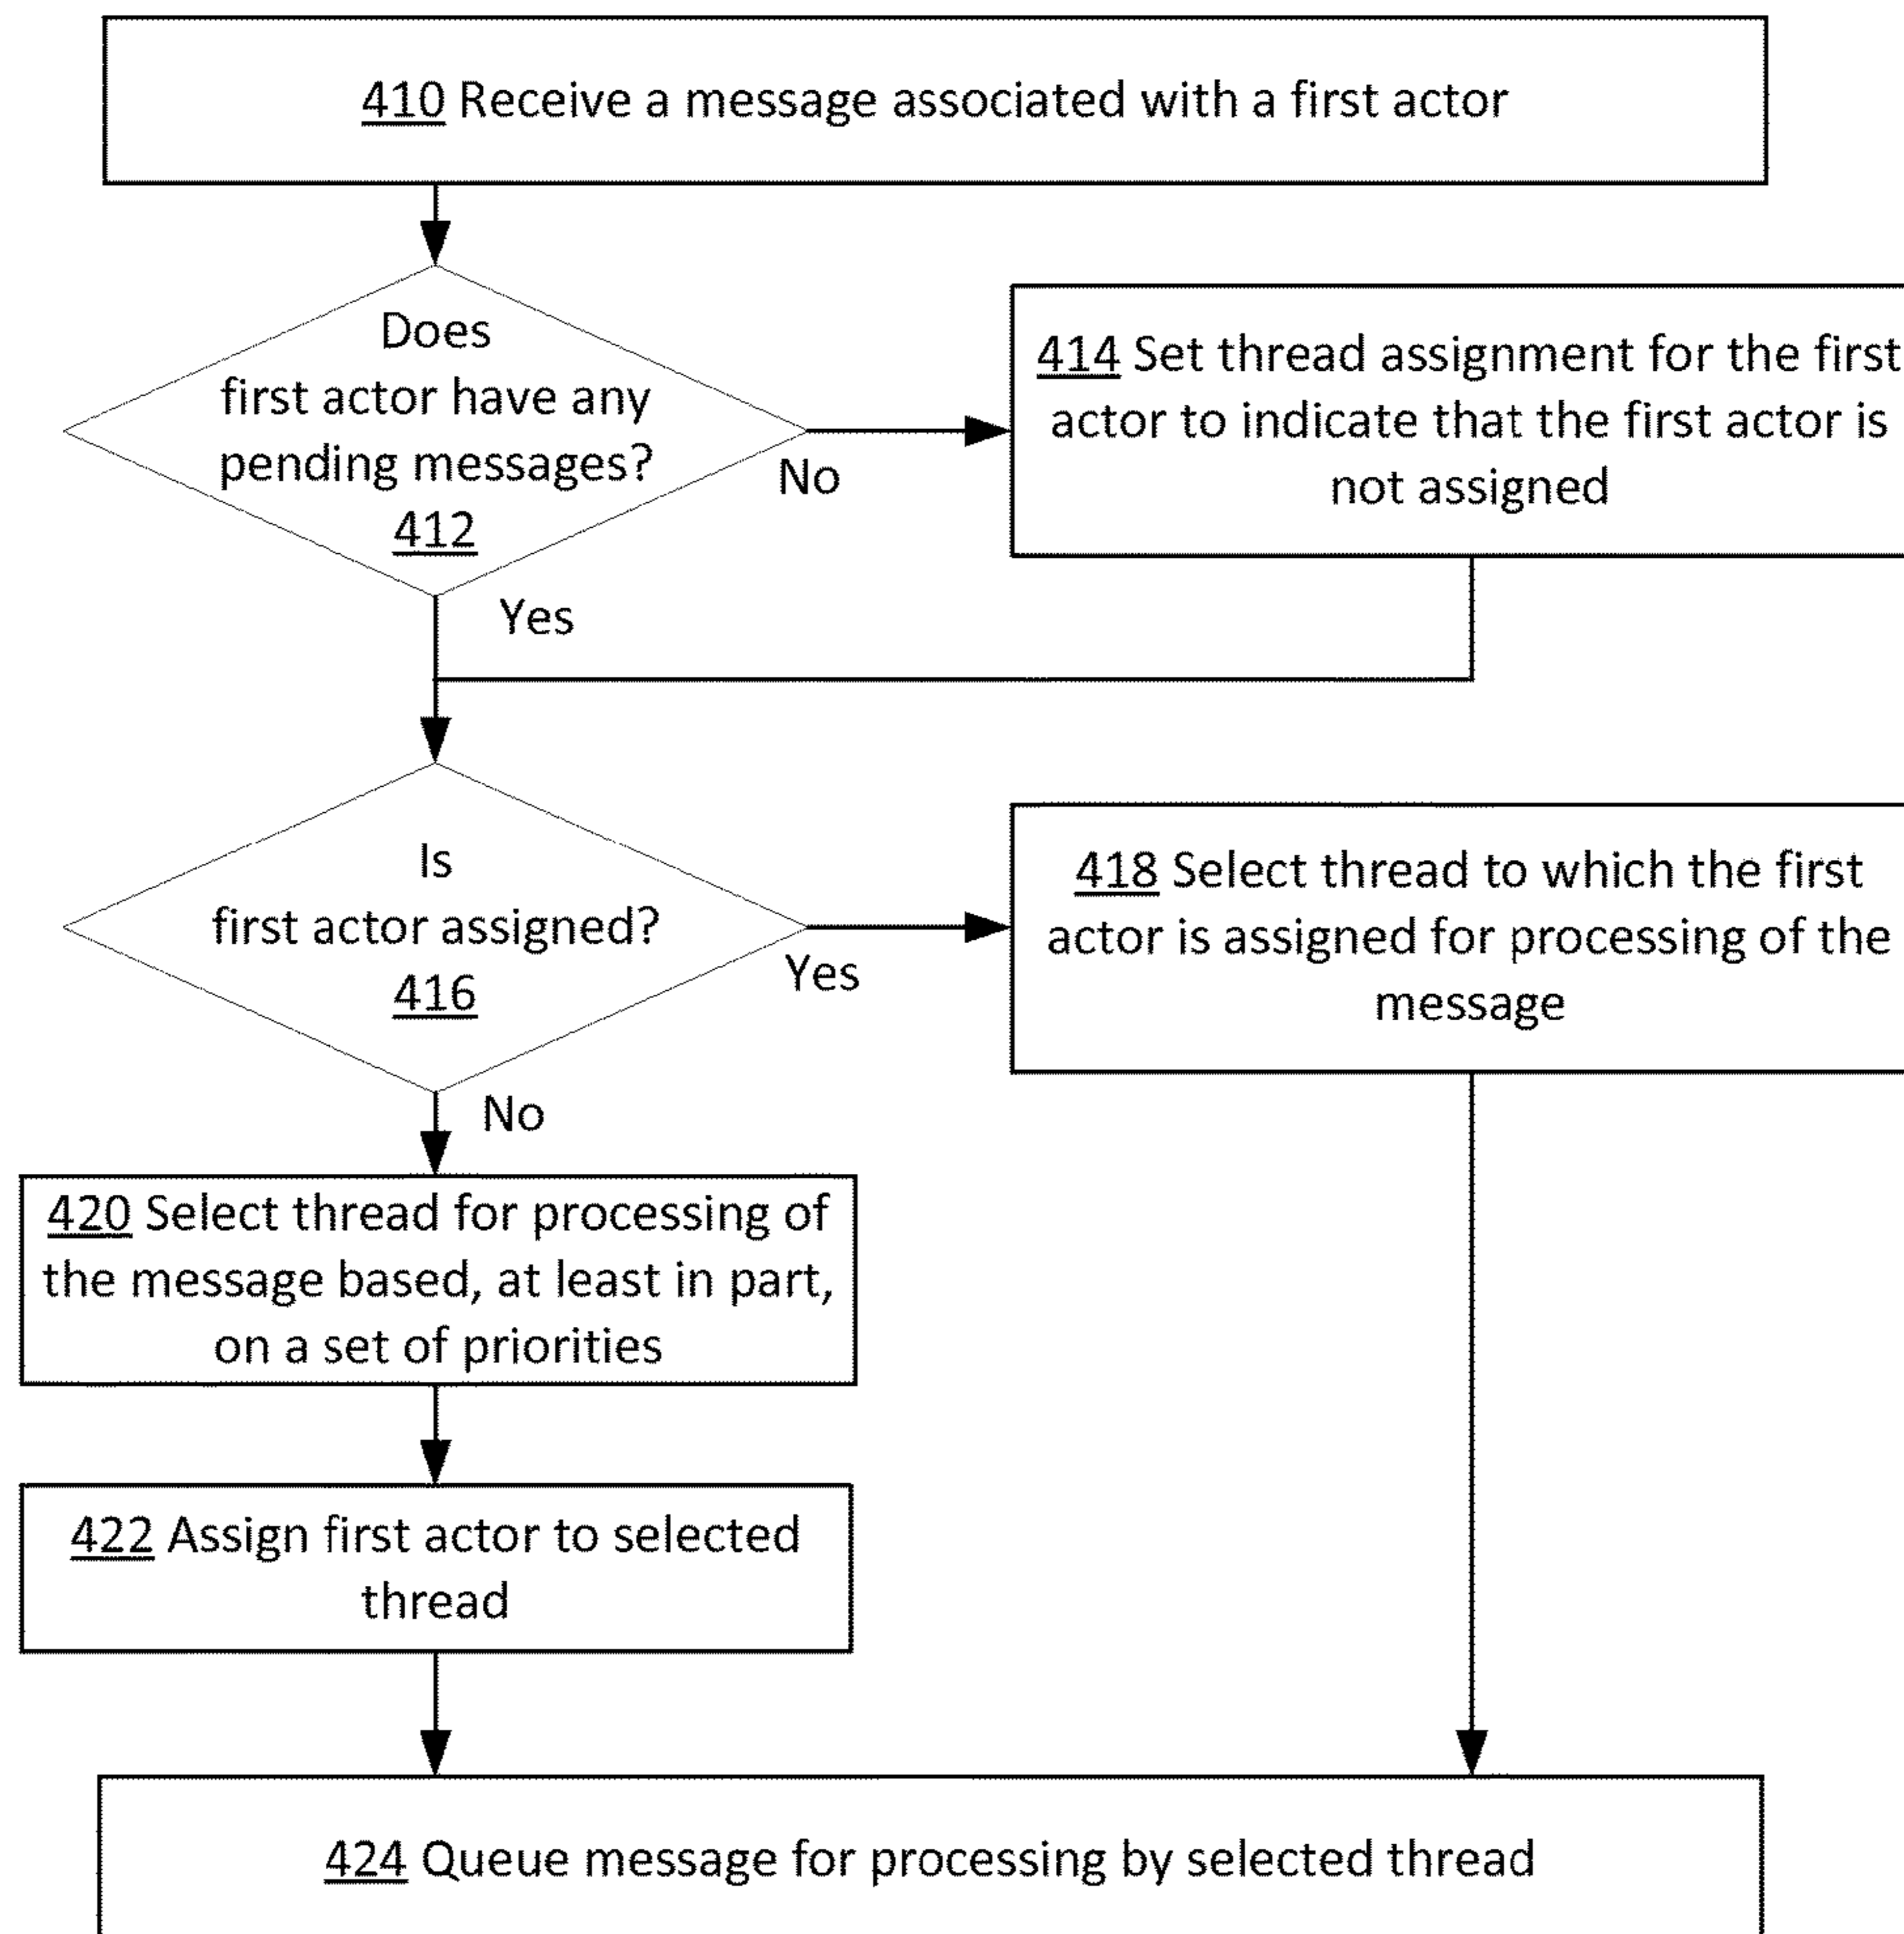 410 Receive a message associated with a first actor
Does
first actor have any
pending messages?
412
No
414 Set thread assignment for the first
actor to indicate that the first actor is
not assigned
Yes
Is
first actor assigned?
416
Yes
418 Select thread to which the first
actor is assigned for processing of the
message
No
420 Select thread for processing of
the message based, at least in part,
on a set of priorities
422 Assign first actor to selected
thread
424 Queue message for processing by selected thread